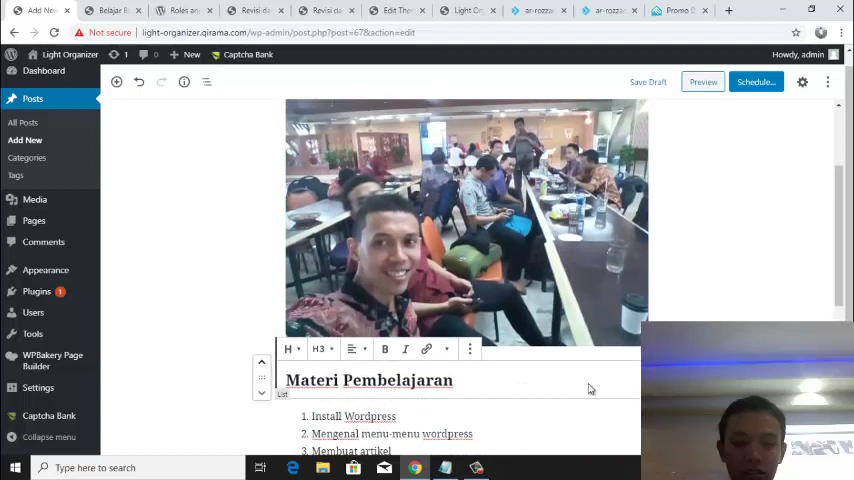 Add New
Belajar B
Roles an
Revisi da
Revisi da
Edit The
Light Or
ar-rozza
ar-rozza
Promo D
Not secure
light-organizer.qirama.com/wp-admin/post.php?post=67&action=edit
Light Organizer
1
0
New
Captcha Bank
Howdy, admin
Dashboard
Posts
All Posts
Add New
Categories
Tags
Media
Pages
Comments
Appearance
Plugins 1
Users
Tools
WPBakery Page
Builder
Settings
Captcha Bank
Collapse menu
Save Draft
Preview
Schedule...
H
H3
B
I
Materi Pembelajaran
List
1. Install Wordpress
2. Mengenal menu-menu wordpress
3. Membuat artikel
Type here to search